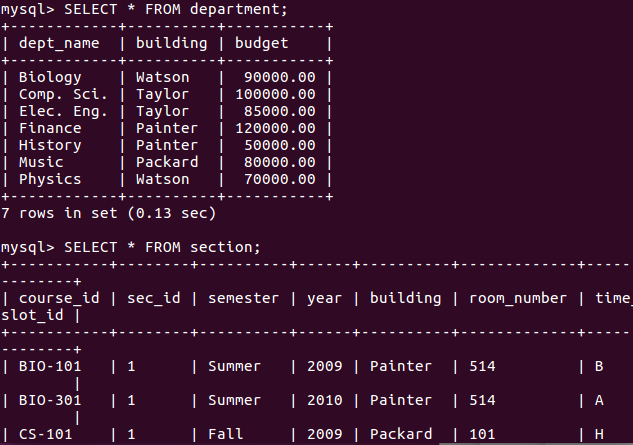 mysql> SELECT * FROM department;
+------------+----------+-----------+
| dept_name  | building | budget    |
+------------+----------+-----------+
| Biology    | Watson   |  90000.00 |
| Comp. Sci. | Taylor   | 100000.00 |
| Elec. Eng. | Taylor   |  85000.00 |
| Finance    | Painter  | 120000.00 |
| History    | Painter  |  50000.00 |
| Music      | Packard  |  80000.00 |
| Physics    | Watson   |  70000.00 |
+------------+----------+-----------+
7 rows in set (0.13 sec)

mysql> SELECT * FROM section;
+-----------+--------+----------+------+----------+-------------+-----
--------+
| course_id | sec_id | semester | year | building | room_number | time_
slot_id |
+-----------+--------+----------+------+----------+-------------+-----
--------+
| BIO-101   | 1      | Summer   | 2009 | Painter  | 514         | B
        |
| BIO-301   | 1      | Summer   | 2010 | Painter  | 514         | A
        |
| CS-101    | 1      | Fall     | 2009 | Packard  | 101         | H